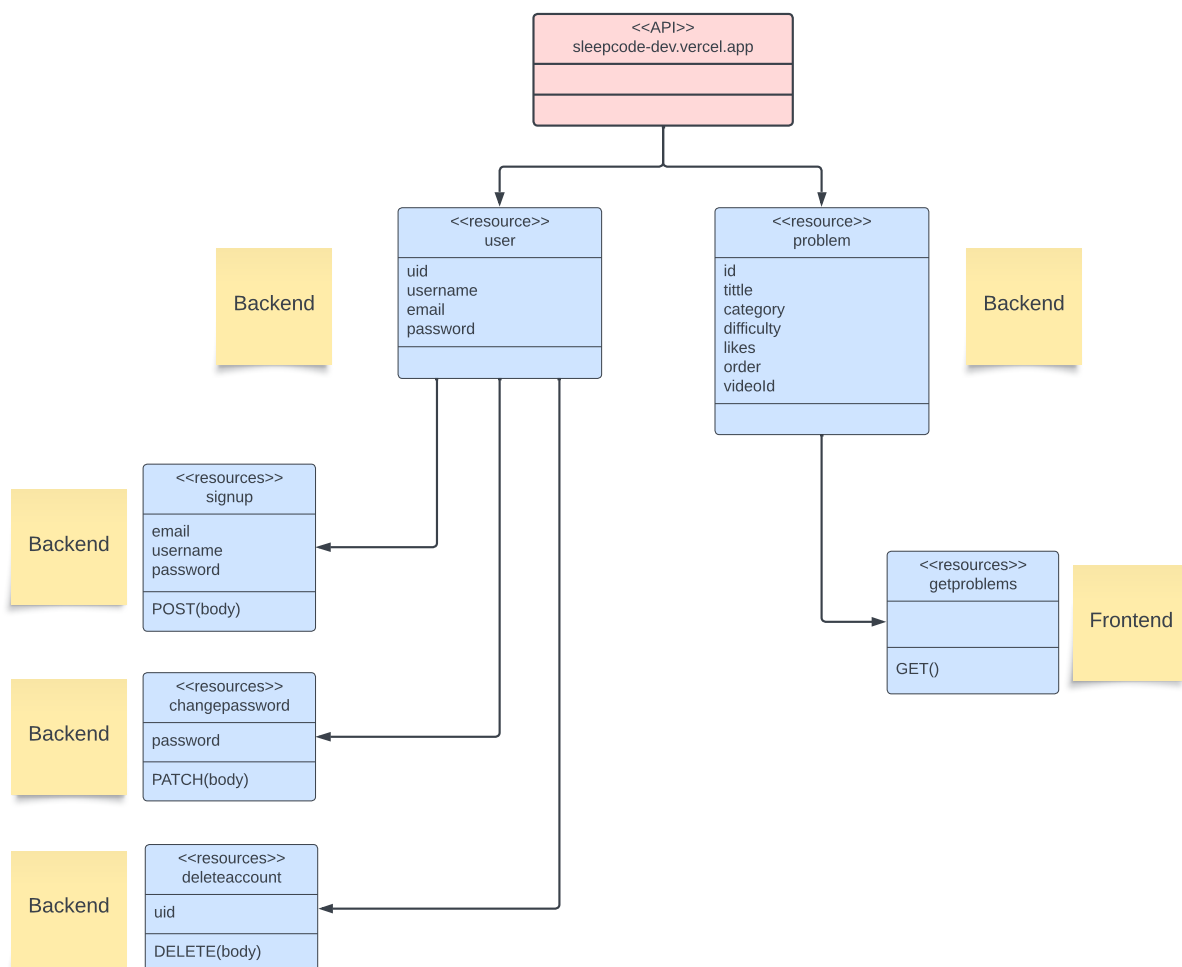 <<API>>
sleepcode-dev.vercel.app
<<resource>>
user
uid
username
email
password
<<resource>>
problem
id
tittle
category
difficulty
likes
order
videoId
Backend
Backend
<<resources>>
signup
email
username
password
POST(body)
Backend
<<resources>>
getproblems
GET()
Frontend
<<resources>>
changepassword
password
PATCH(body)
Backend
<<resources>>
deleteaccount
uid
DELETE(body)
Backend